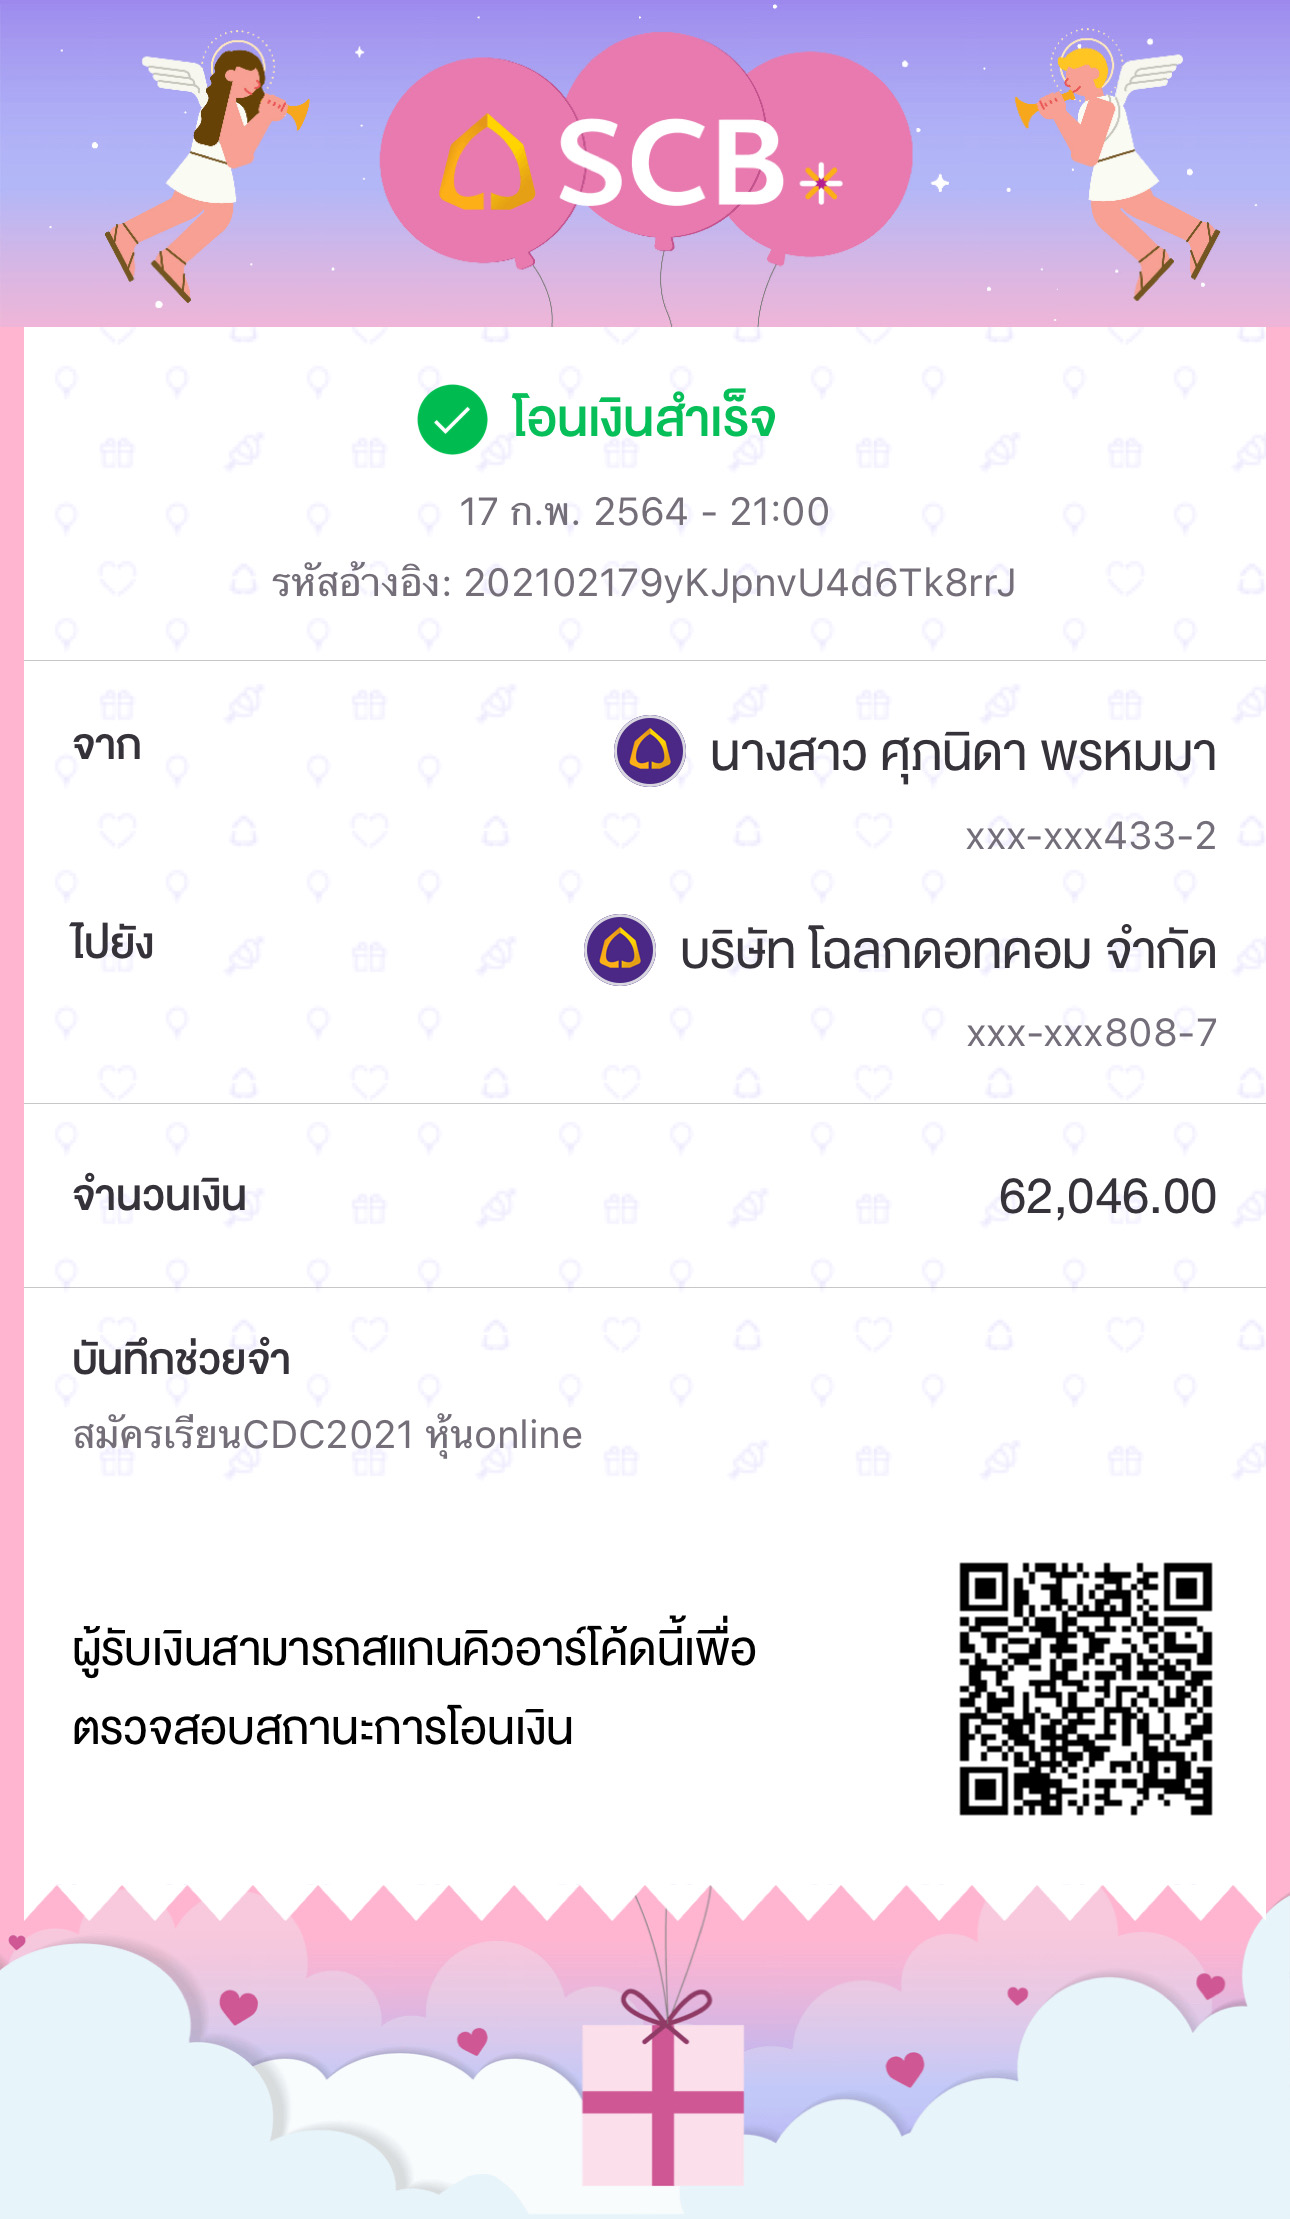 SCB
โอนเงินสำเร็จ
17 ก.พ. 2564 - 21:00
รหัสอ้างอิง: 202102179yKJpnvU4d6Tk8rrJ
จาก
นางสาว ศุภนิดา พรหมมา
xxx-xxx433-2
ไปยัง
บริษัท โฉลกดอทคอม จำกัด
xxx-xxx808-7
จำนวนเงิน
62,046.00
บันทึกช่วยจำ
สมัครเรียนCDC2021 หุ้นonline
ผู้รับเงินสามารถสแกนคิวอาร์โค้ดนี้เพื่อ
ตรวจสอบสถานะการโอนเงิน